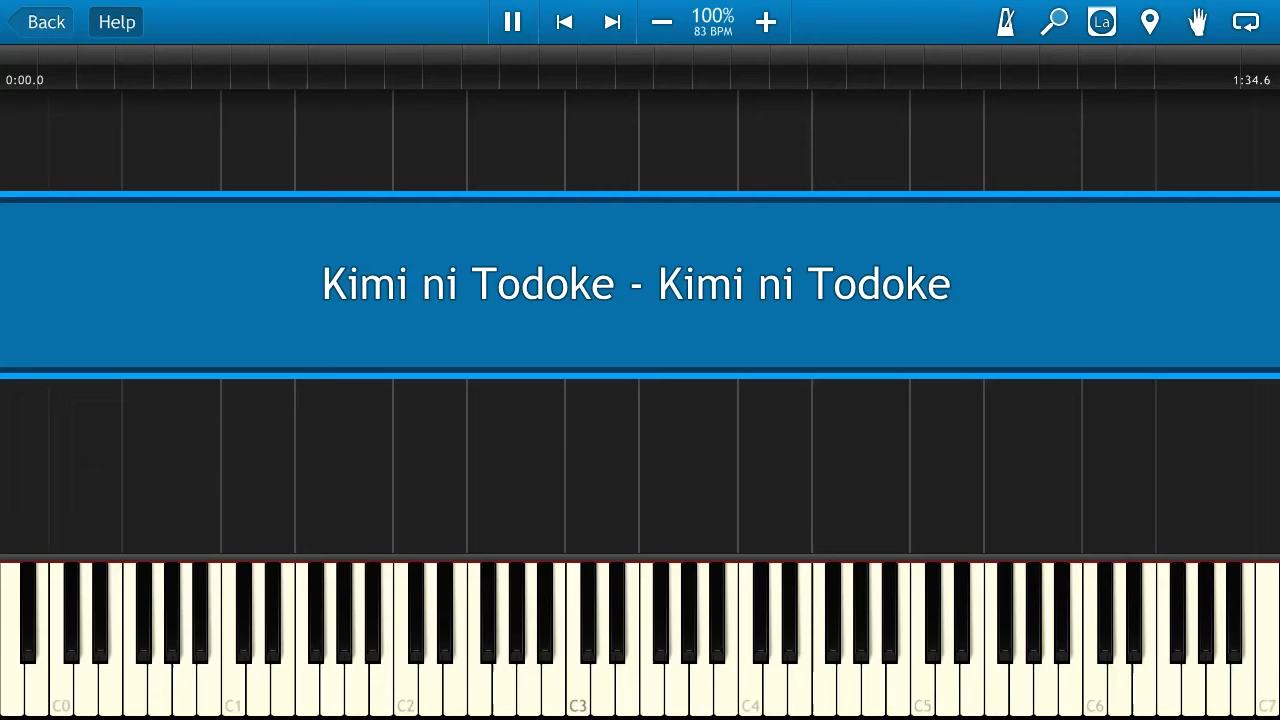 Back
Help
100%
83 BPM
La
0:00.0
1:34.6
Kimi ni Todoke - Kimi ni Todoke
C0
C1
C2
C3
C4
C5
C6
C7